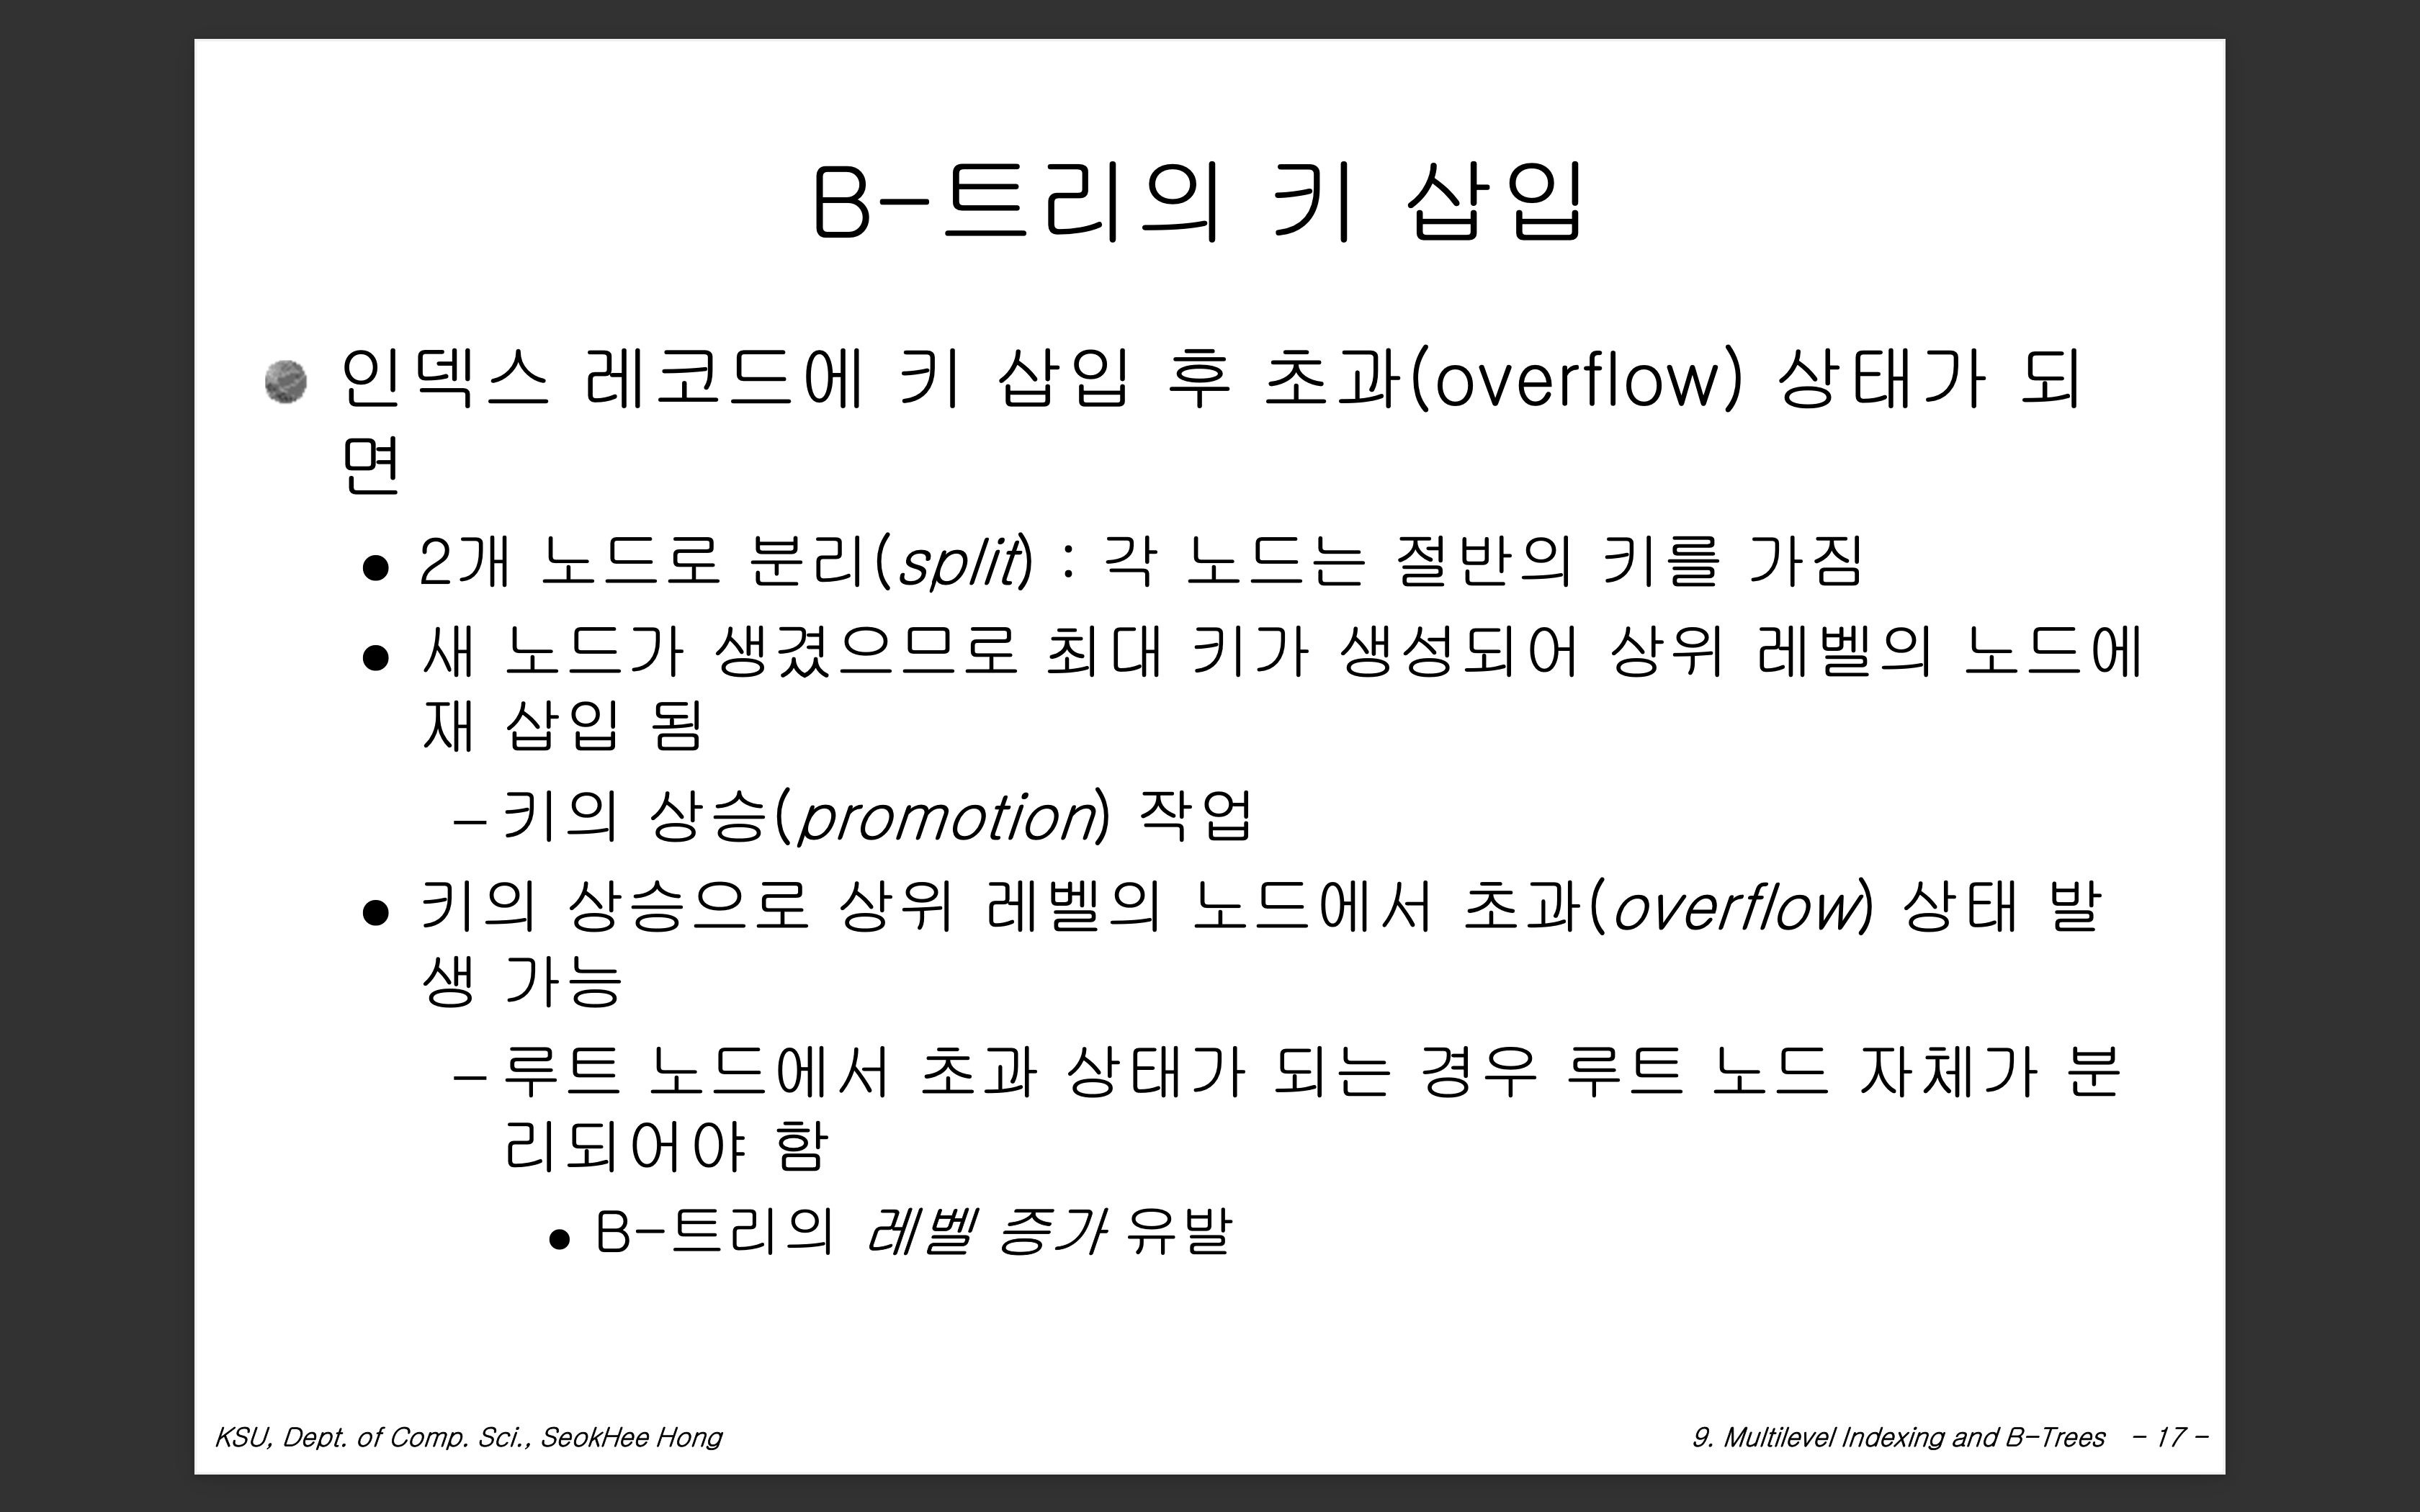 B-트리의 키 삽입
인덱스 레코드에 키 삽입 후 초과(overflow) 상태가 되
면
• 2개 노드로 분리(split) : 각 노드는 절반의 키를 가짐
• 새 노드가 생겼으므로 최대 키가 생성되어 상위 레벨의 노드에
재 삽입 됨
– 키의 상승(promotion) 작업
• 키의 상승으로 상위 레벨의 노드에서 초과(overflow) 상태 발
생 가능
– 루트 노드에서 초과 상태가 되는 경우 루트 노드 자체가 분
리되어야 함
• B-트리의 레벨 증가 유발
KSU, Dept. of Comp. Sci., SeokHee Hong
9. Multilevel Indexing and B-Trees - 17 -